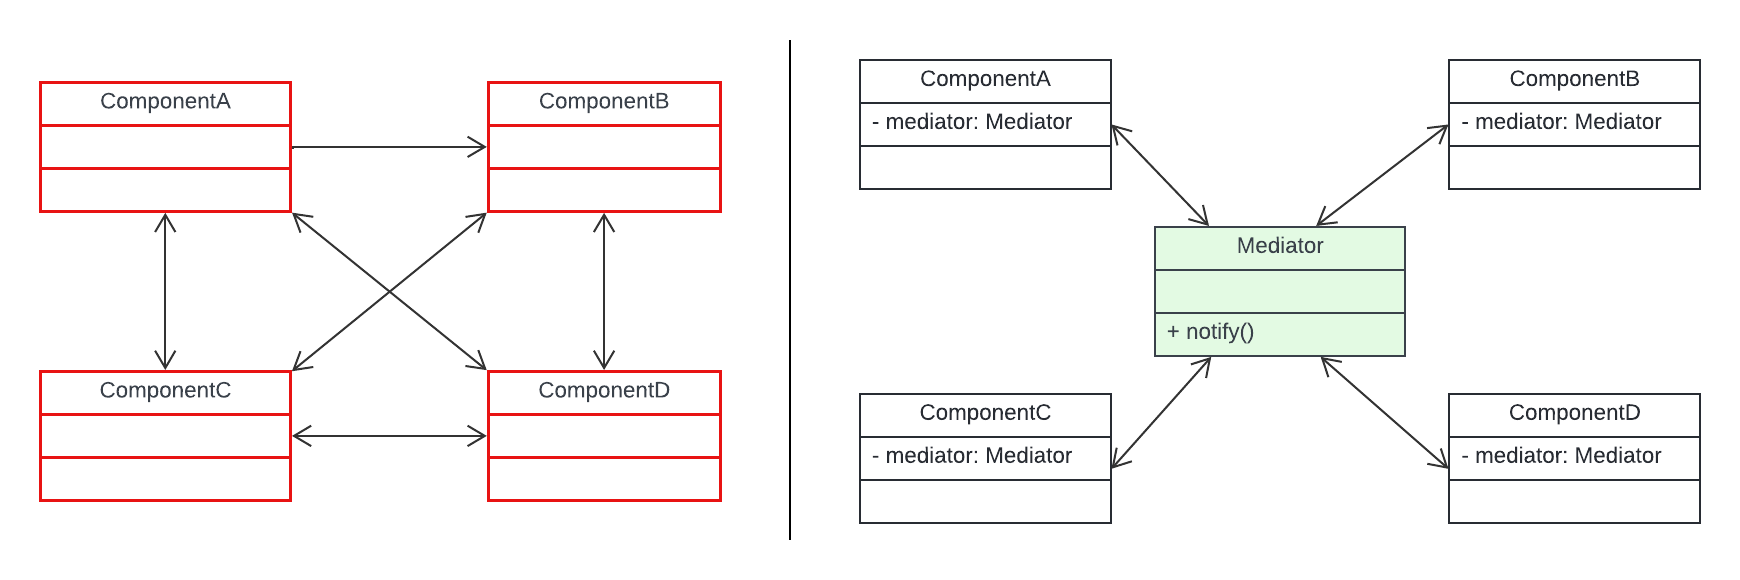 ComponentA
ComponentB
ComponentC
ComponentD
ComponentA
- mediator: Mediator
ComponentB
- mediator: Mediator
Mediator
+ notify()
ComponentC
- mediator: Mediator
ComponentD
- mediator: Mediator